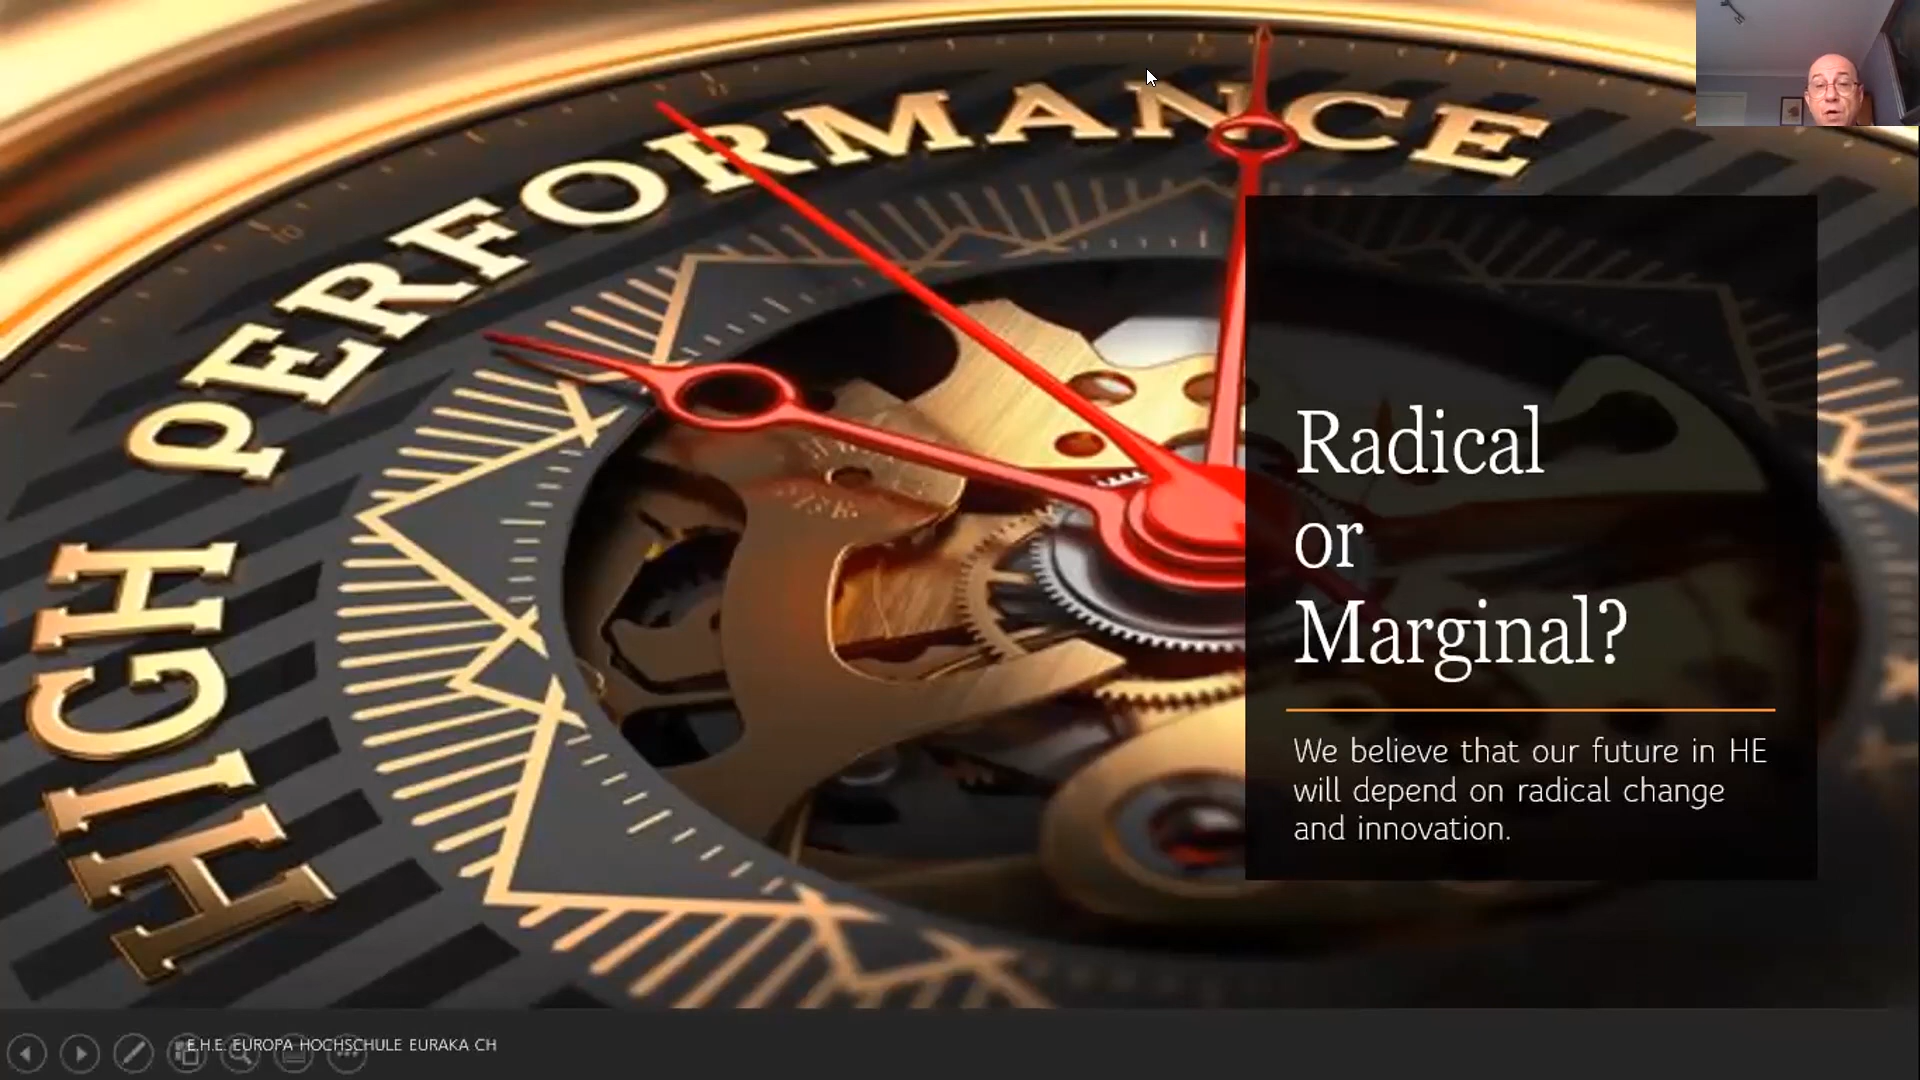 HIGH PERFORMANCE
Radical
or
Marginal?
We believe that our future in HE
will depend on radical change
and innovation.
E.H.E. EUROPA HOCHSCHULE EURAKA CH